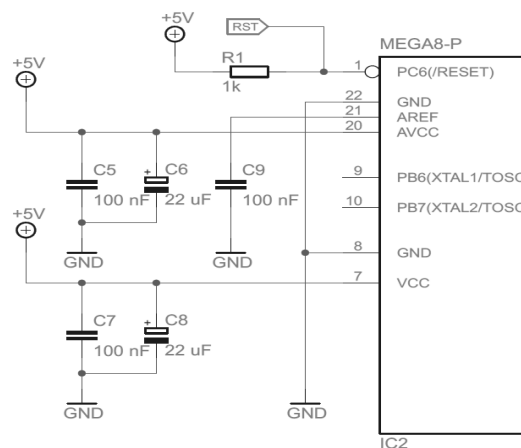 +5V
RST
+5V
R1
1k
MEGA8-P
1
PC6(/RESET)
22
GND
21
AREF
20
AVCC
C5
100 nF
C6
22 uF
C9
100 nF
9
PB6(XTAL1/TOSC
10
PB7(XTAL2/TOSC
+5V
GND
GND
8
GND
7
VCC
C7
100 nF
+
C8
22 uF
+
GND
GND
IC2